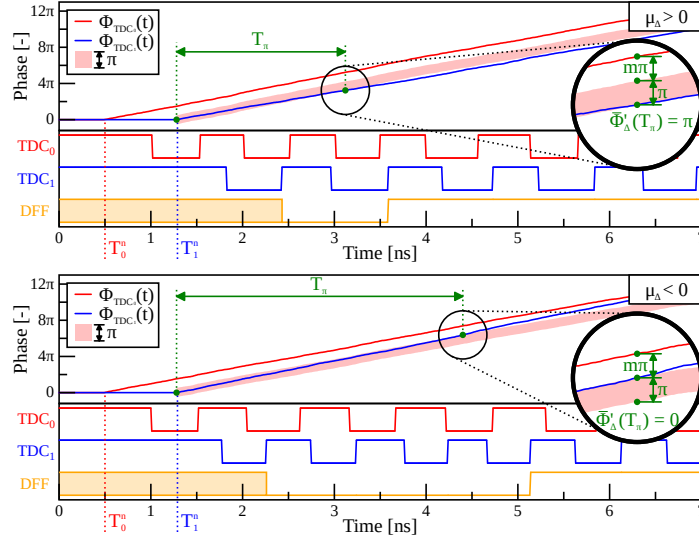 12π
8π
4π
0
Phase [-]
Φ_TDC₀(t)
Φ_TDC₁(t)
π
T_π
μ_Δ > 0
mπ
π
Φ̄'_Δ(T_π) = π
TDC₀
TDC₁
DFF
0 1 2 3 4 5 6 7
T₀ⁿ T₁ⁿ
Time [ns]
12π
8π
4π
0
Phase [-]
Φ_TDC₀(t)
Φ_TDC₁(t)
π
T_π
μ_Δ < 0
mπ
π
Φ̄'_Δ(T_π) = 0
TDC₀
TDC₁
DFF
0 1 2 3 4 5 6 7
T₀ⁿ T₁ⁿ
Time [ns]